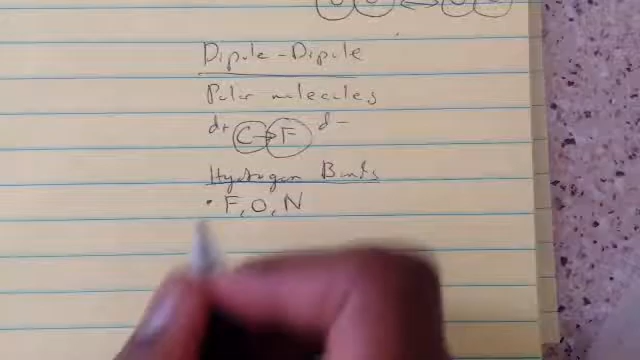 Dipole-Dipole
Polar molecules
d+ C→F d-
Hydrogen Bonds
• F, O, N